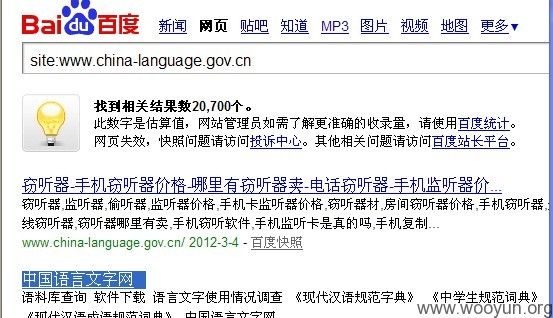 Bai du 百度
新闻 网页 贴吧 知道 MP3 图片 视频 地图 更多▼
site:www.china-language.gov.cn
找到相关结果数20,700个。
此数字是估算值，网站管理员如需了解更准确的收录量，请使用百度统计。
网页失效，快照问题请访问投诉中心。其他相关问题请访问百度站长平台。
窃听器-手机窃听器价格-哪里有窃听器卖-电话窃听器-手机监听器价...
窃听器,监听器,偷听器,监听器价格,手机卡监听器价格,窃听器材,房间窃听器价格,手机窃听器,
线窃听器,窃听器哪里有卖,手机窃听软件,手机监听卡是真的吗,手机复制...
www.china-language.gov.cn/ 2012-3-4 - 百度快照
中国语言文字网
语料库查询 软件下载 语言文字使用情况调查 《现代汉语规范字典》 《中学生规范词典》
《现代汉语成语规范词典》 中国语言文字网
www.wooyun.org